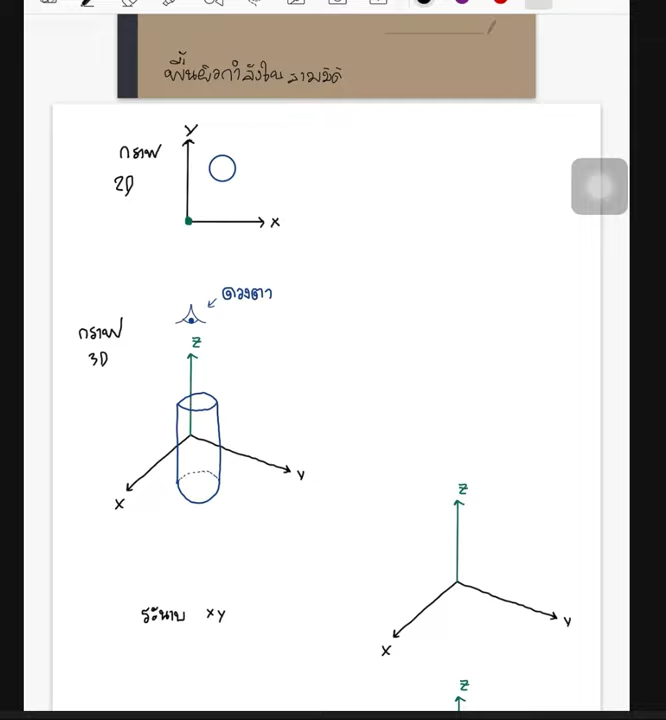 พื้นผิวกำลังใน สามมิติ
y
กราฟ
2D
x
ดวงตา
กราฟ
3D
z
y
x
z
ระนาบ xy
y
x
z